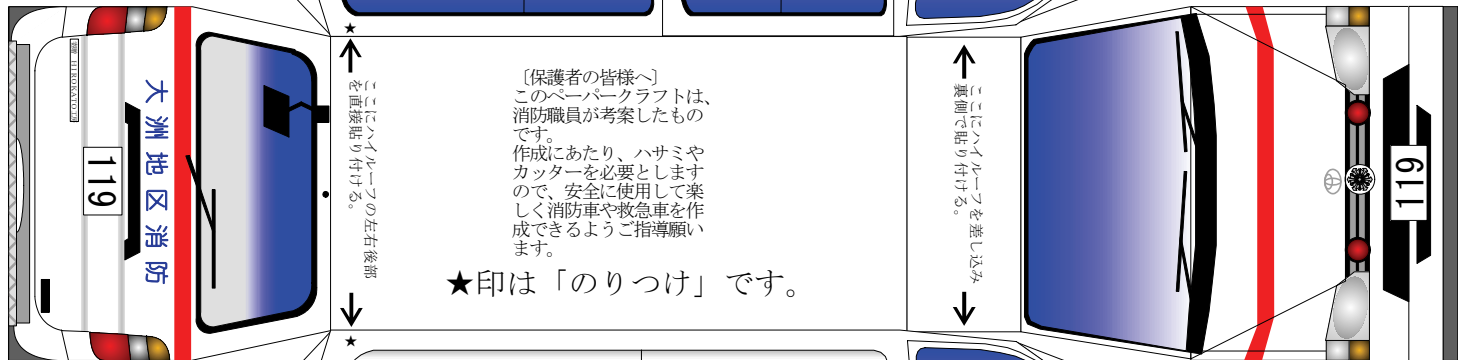 大洲地区消防
119
ここにハイルーフの左右後部
を直接貼り付ける。
〔保護者の皆様へ〕
このペーパークラフトは、
消防職員が考案したもの
です。
作成にあたり、ハサミや
カッターを必要とします
ので、安全に使用して楽
しく消防車や救急車を作
成できるようご指導願い
ます。
★印は「のりつけ」です。
ここにハイルーフを差し込み
裏側で貼り付ける。
119
★
★